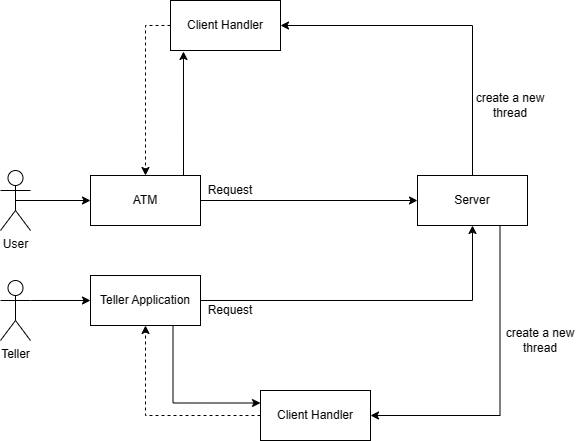 Client Handler
create a new
thread
ATM
Request
Server
User
Teller Application
Request
create a new
thread
Teller
Client Handler